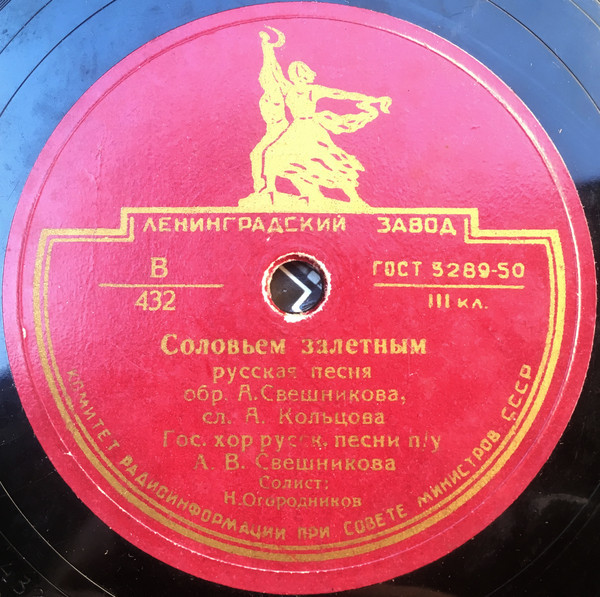 ЛЕНИНГРАДСКИЙ ЗАВОД
В
432
ГОСТ 5289-50
III кл.
Соловьем залетным
русская песня
обр. А.Свешникова,
сл. А. Кольцова
Гос. хор русск. песни п/у
А. В. Свешникова
Солист:
Н.Огородников
КОМИТЕТ РАДИОИНФОРМАЦИИ ПРИ СОВЕТЕ МИНИСТРОВ СССР